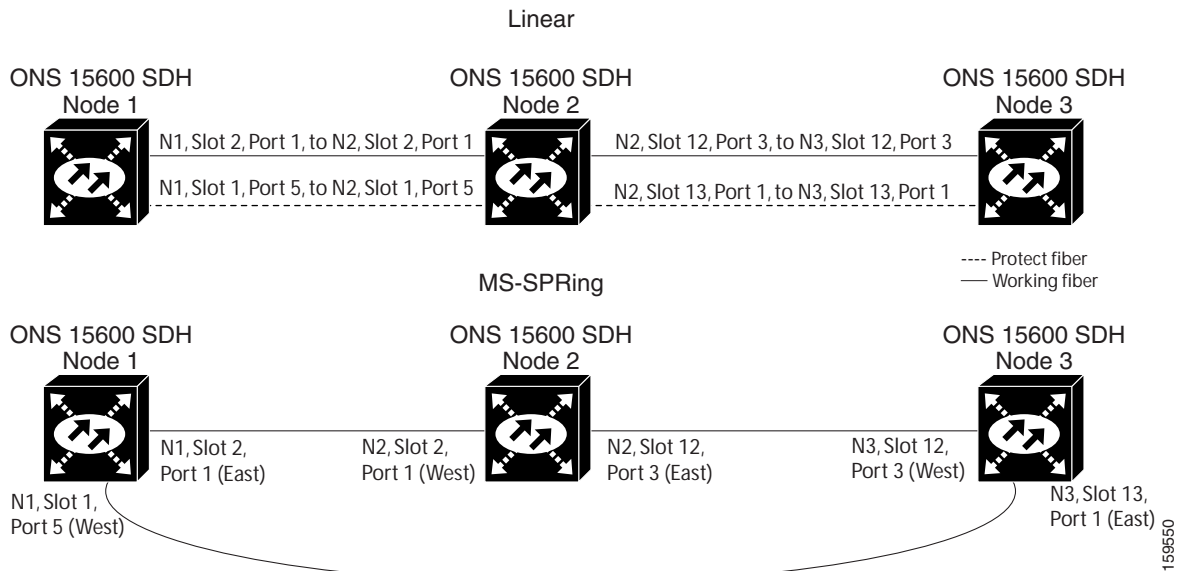 Linear
ONS 15600 SDH
Node 1
ONS 15600 SDH
Node 2
ONS 15600 SDH
Node 3
N1, Slot 2, Port 1, to N2, Slot 2, Port 1
N2, Slot 12, Port 3, to N3, Slot 12, Port 3
N1, Slot 1, Port 5, to N2, Slot 1, Port 5
N2, Slot 13, Port 1, to N3, Slot 13, Port 1
Protect fiber
Working fiber
MS-SPRing
ONS 15600 SDH
Node 1
ONS 15600 SDH
Node 2
ONS 15600 SDH
Node 3
N1, Slot 2,
Port 1 (East)
N2, Slot 2,
Port 1 (West)
N2, Slot 12,
Port 3 (East)
N3, Slot 12,
Port 3 (West)
N1, Slot 1,
Port 5 (West)
N3, Slot 13,
Port 1 (East)
159550